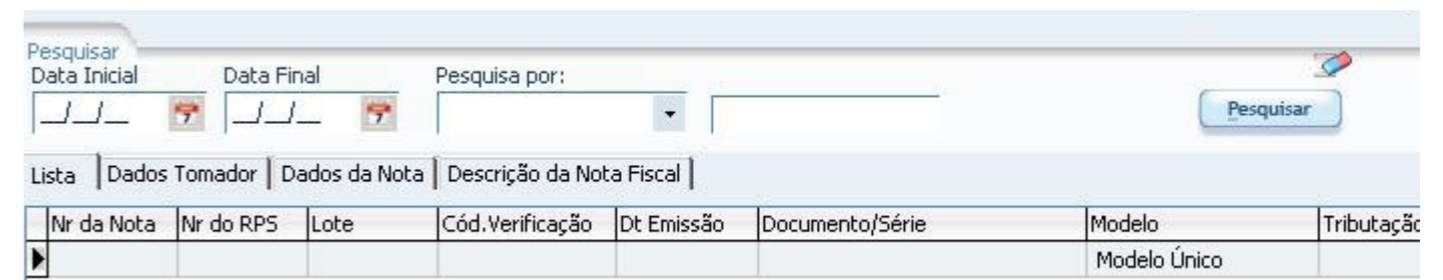 Pesquisar
Data Inicial Data Final Pesquisa por:
__/__/__ 7 __/__/__ 7 Pesquisar
Lista Dados Tomador Dados da Nota Descrição da Nota Fiscal
Nr da Nota Nr do RPS Lote Cód.Verificação Dt Emissão Documento/Série Modelo Tributação
Modelo Único